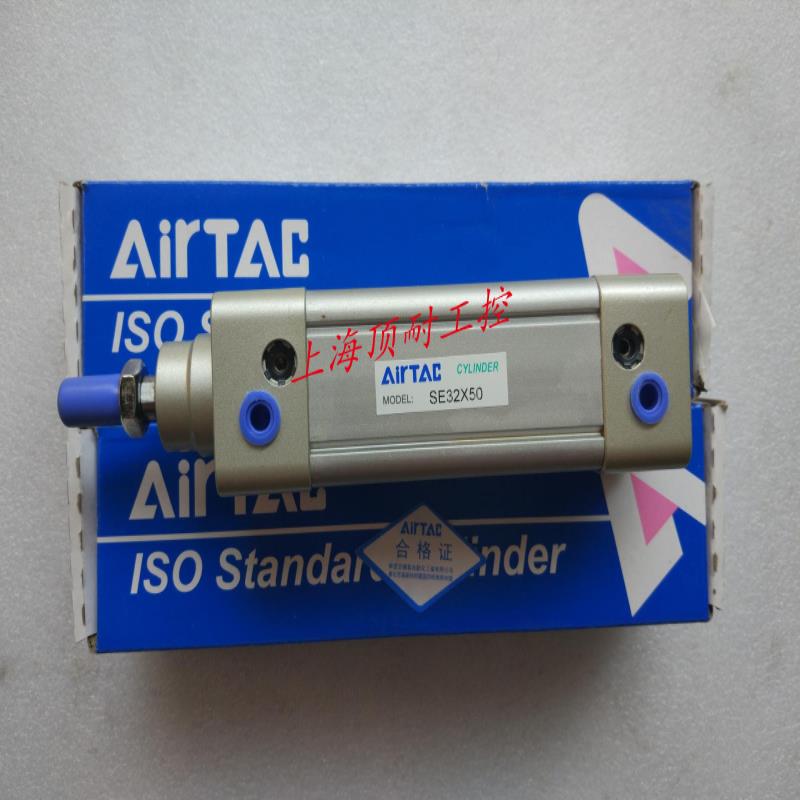 AirTAC
ISO S
上海顶耐工控
AirTAC CYLINDER
MODEL: SE32X50
AirTAC
ISO Standard linder
AirTAC
合格证